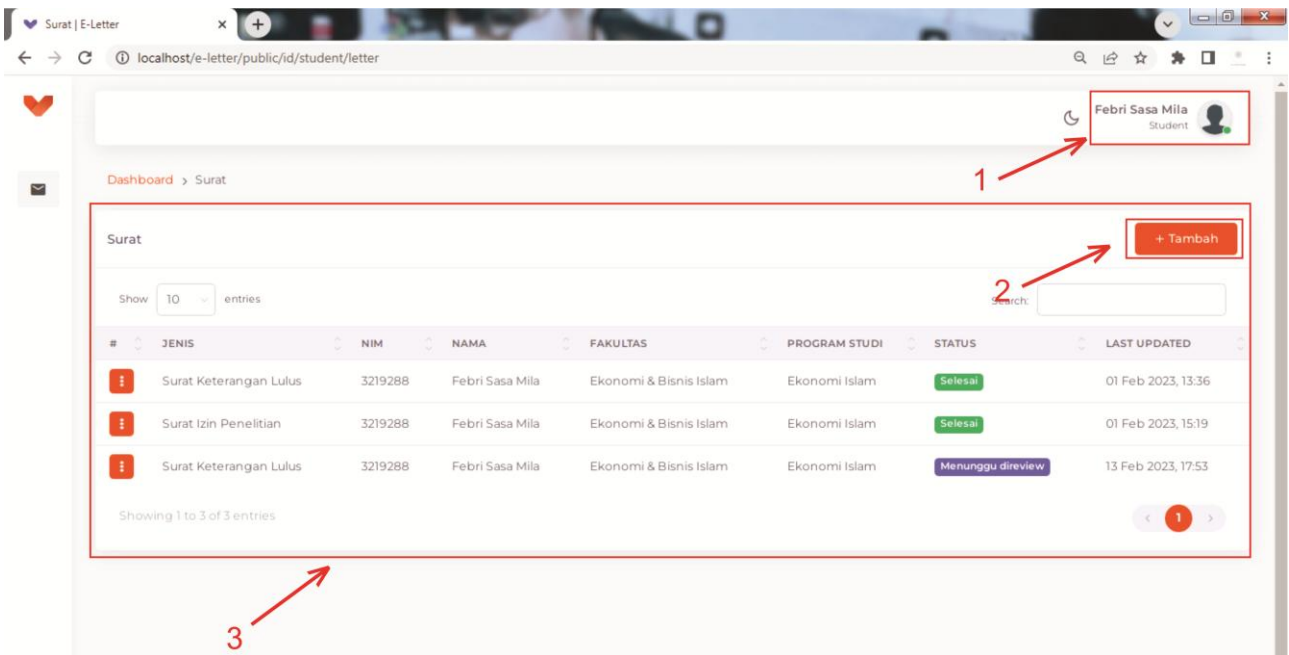 Surat | E-Letter
localhost/e-letter/public/id/student/letter
Febri Sasa Mila
Student
1
Dashboard > Surat
Surat
+ Tambah
2
Show 10 entries
Search:
# JENIS NIM NAMA FAKULTAS PROGRAM STUDI STATUS LAST UPDATED
Surat Keterangan Lulus 3219288 Febri Sasa Mila Ekonomi & Bisnis Islam Ekonomi Islam Selesai 01 Feb 2023, 13:36
Surat Izin Penelitian 3219288 Febri Sasa Mila Ekonomi & Bisnis Islam Ekonomi Islam Selesai 01 Feb 2023, 15:19
Surat Keterangan Lulus 3219288 Febri Sasa Mila Ekonomi & Bisnis Islam Ekonomi Islam Menunggu direview 13 Feb 2023, 17:53
Showing 1 to 3 of 3 entries
< 1 >
3